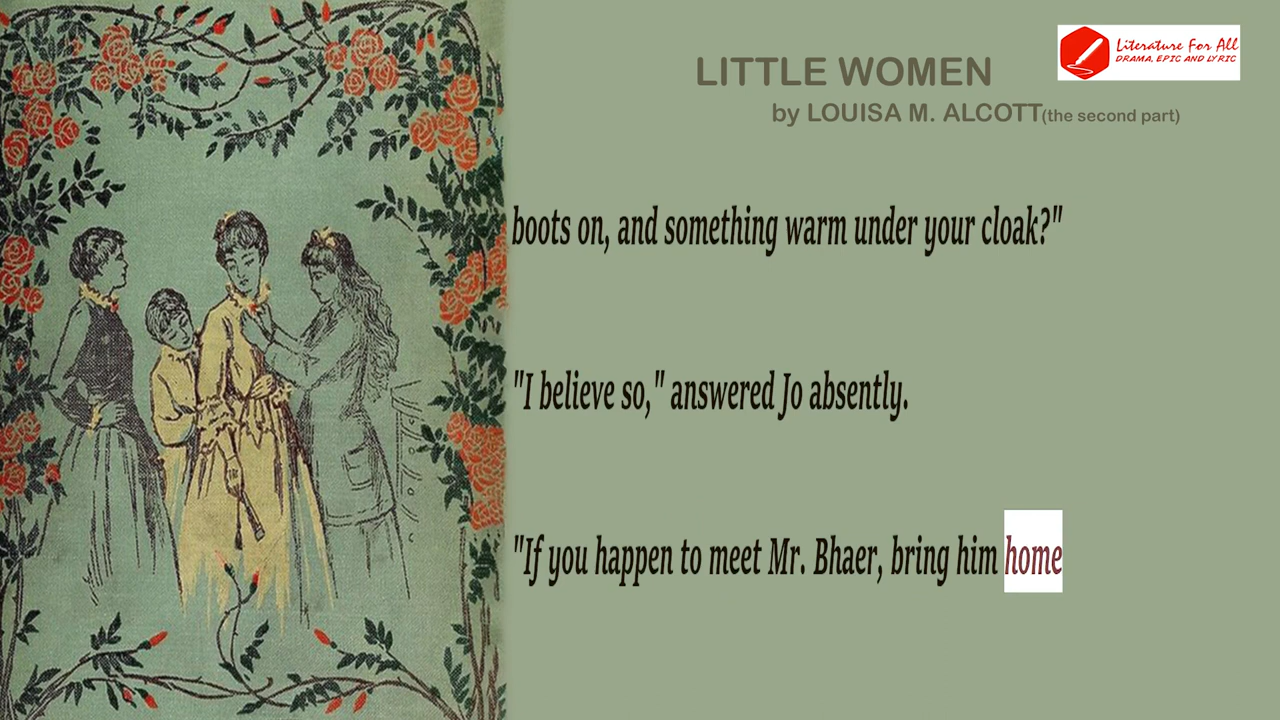 LITTLE WOMEN
by LOUISA M. ALCOTT(the second part)
Literature For All
DRAMA, EPIC AND LYRIC
boots on, and something warm under your cloak?"
"I believe so," answered Jo absently.
"If you happen to meet Mr. Bhaer, bring him home